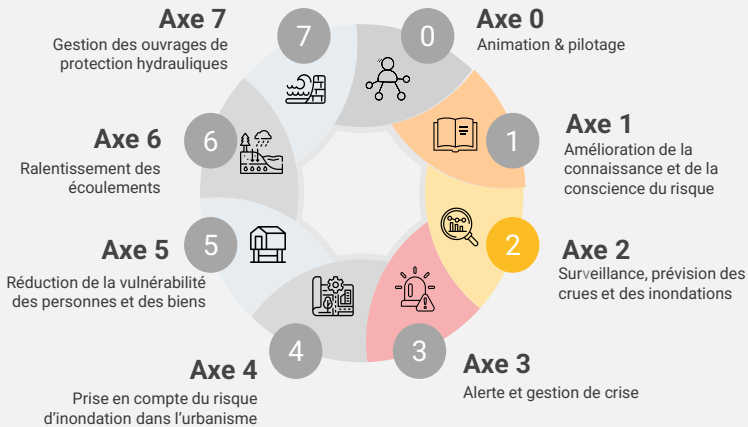 Axe 0
Animation & pilotage
0
Axe 1
Amélioration de la
connaissance et de la
conscience du risque
1
Axe 2
Surveillance, prévision des
crues et des inondations
2
Axe 3
Alerte et gestion de crise
3
Axe 4
Prise en compte du risque
d'inondation dans l'urbanisme
4
Axe 5
Réduction de la vulnérabilité
des personnes et des biens
5
Axe 6
Ralentissement des
écoulements
6
Axe 7
Gestion des ouvrages de
protection hydrauliques
7